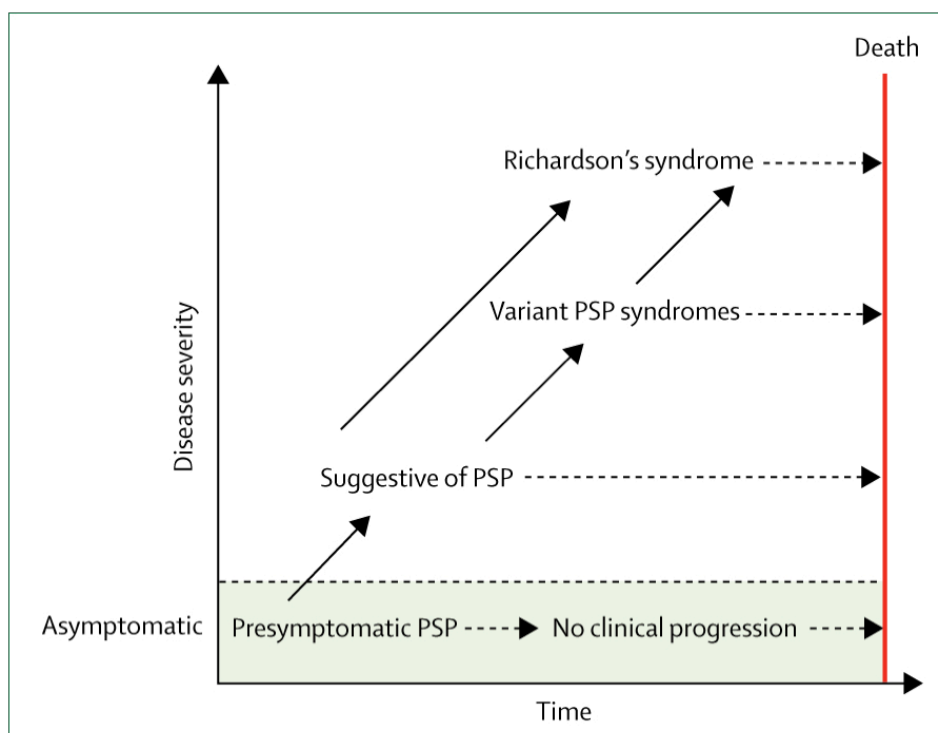 Death
Richardson's syndrome
Variant PSP syndromes
Disease severity
Suggestive of PSP
Asymptomatic
Presymptomatic PSP
No clinical progression
Time